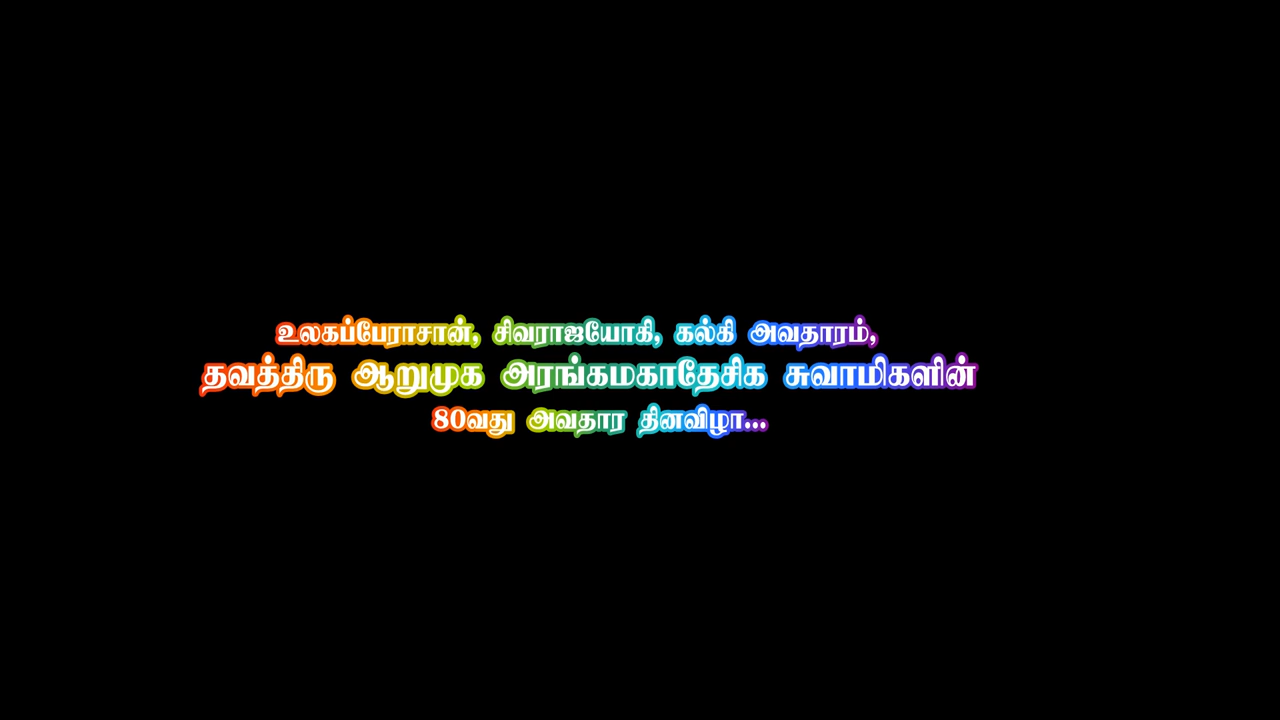 உலகப்பேராசான், சிவராஜயோகி, கல்கி அவதாரம்,
தவத்திரு ஆறுமுக அரங்கமகாதேசிக சுவாமிகளின்
80வது அவதார தினவிழா...